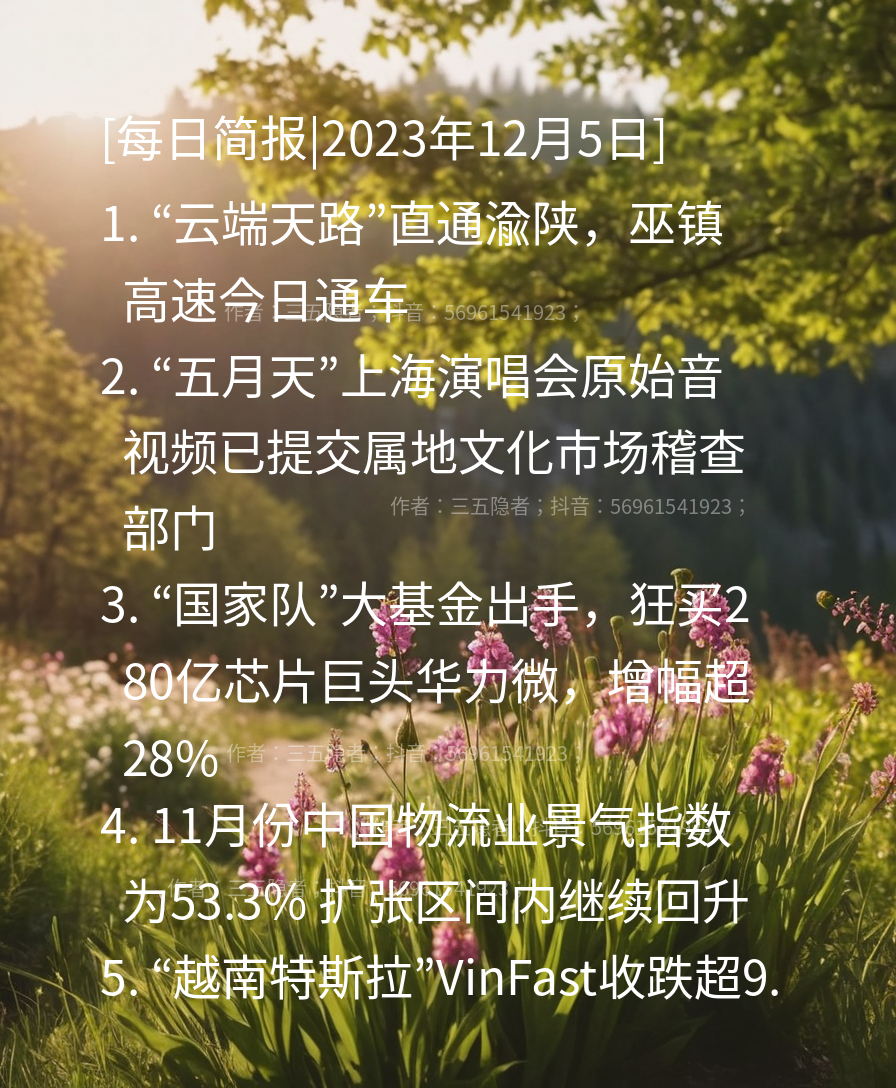 [每日简报|2023年12月5日]
1. “云端天路”直通渝陕，巫镇
高速今日通车
作者：三五隐者；抖音：56961541923；
2. “五月天”上海演唱会原始音
视频已提交属地文化市场稽查
作者：三五隐者；抖音：56961541923；
部门
3. “国家队”大基金出手，狂买2
80亿芯片巨头华力微，增幅超
28%
作者：三五隐者；抖音：56961541923；
4. 11月份中国物流业景气指数
为53.3% 扩张区间内继续回升
5. “越南特斯拉”VinFast收跌超9.